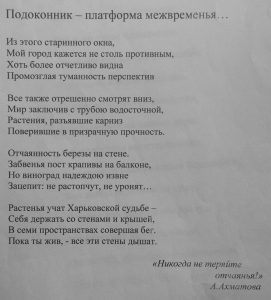 Подоконник – платформа межвременья…
Из этого старинного окна,
Мой город кажется не столь противным,
Хоть более отчетливо видна
Промозглая туманность перспектив
Все также отрешенно смотрят вниз,
Мир заключив с трубою водосточной,
Растения, разъявшие карниз
Поверившие в призрачную прочность.
Отчаянность березы на стене.
Забвенья пост крапивы на балконе,
Но виноград надеждою извне
Зацепит: не растопчут, не уронят…
Растенья учат Харьковской судьбе –
Себя держать со стенами и крышей,
В семи пространствах совершая бег.
Пока ты жив, - все эти стены дышат.
«Никогда не теряйте
отчаянья!»
А.Ахматова